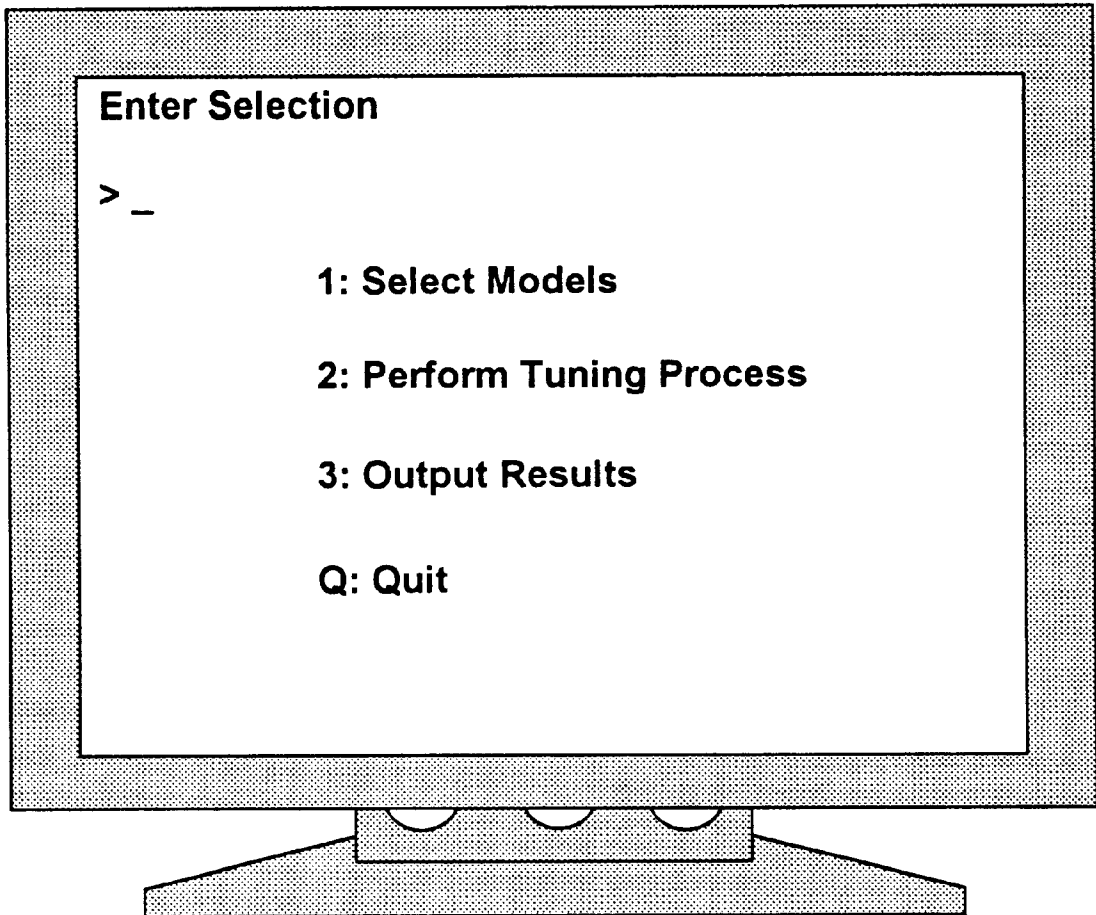 Enter Selection
> _
1: Select Models
2: Perform Tuning Process
3: Output Results
Q: Quit